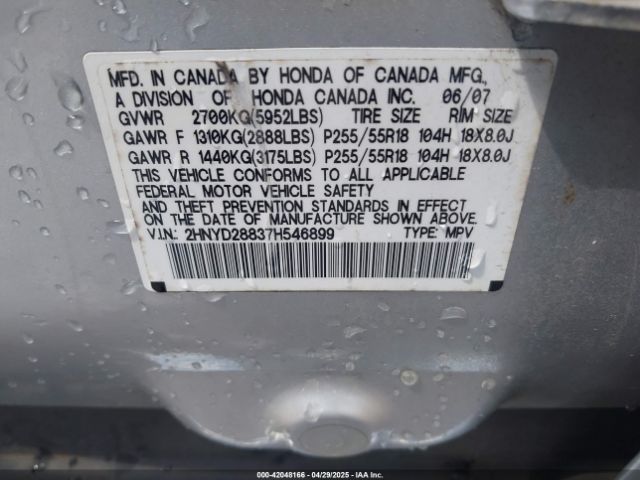 MFD. IN CANADA BY HONDA OF CANADA MFG.,
A DIVISION OF HONDA CANADA INC. 06/07
GVWR 2700KG(5952LBS) TIRE SIZE RIM SIZE
GAWR F 1310KG(2888LBS) P255/55R18 104H 18X8.0J
GAWR R 1440KG(3175LBS) P255/55R18 104H 18X8.0J
THIS VEHICLE CONFORMS TO ALL APPLICABLE
FEDERAL MOTOR VEHICLE SAFETY
AND THEFT PREVENTION STANDARDS IN EFFECT
ON THE DATE OF MANUFACTURE SHOWN ABOVE.
V.I.N.: 2HNYD28837H546899 TYPE: MPV
000-42048166 - 04/29/2025 - IAA Inc.